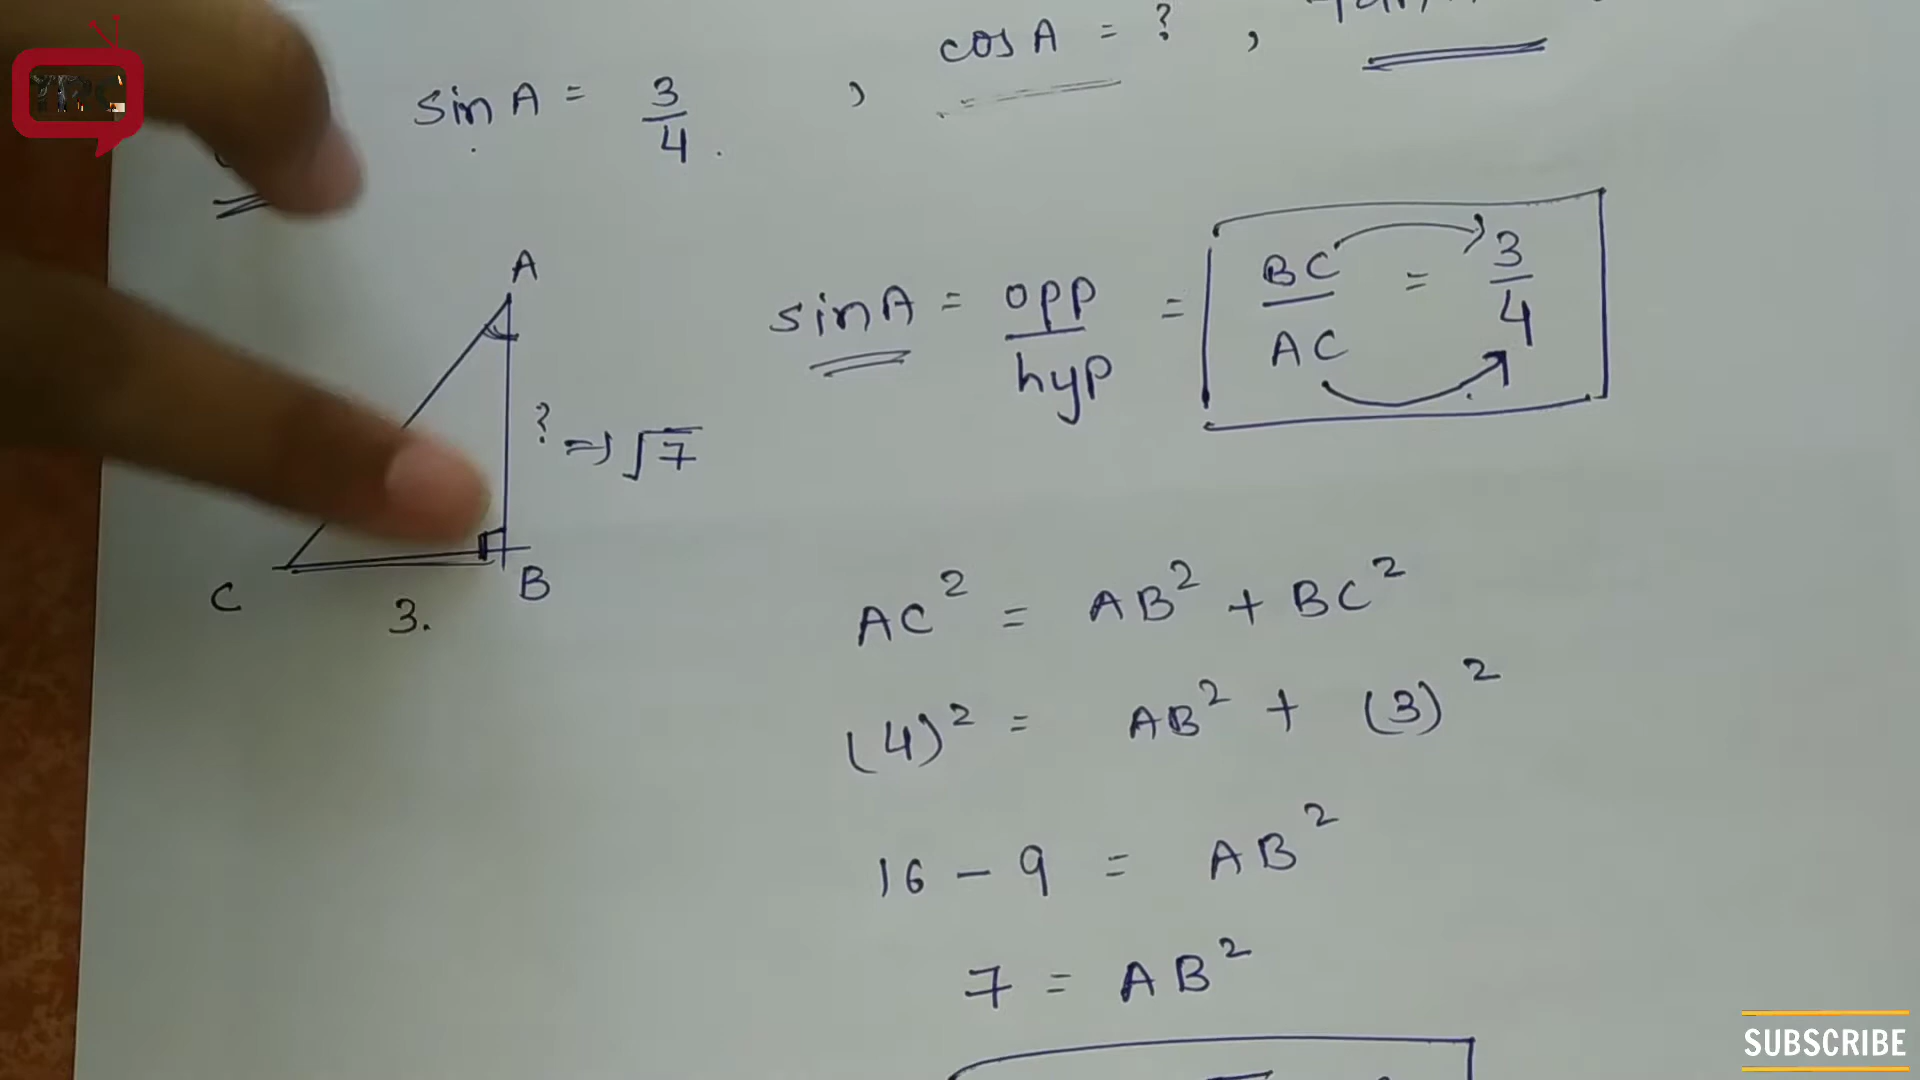 cos A = ? ,
sin A = 3/4 . ,
A
sin A = opp/hyp = BC/AC = 3/4
? => √7
C B
3.
AC² = AB² + BC²
(4)² = AB² + (3)²
16 - 9 = AB²
7 = AB²
SUBSCRIBE